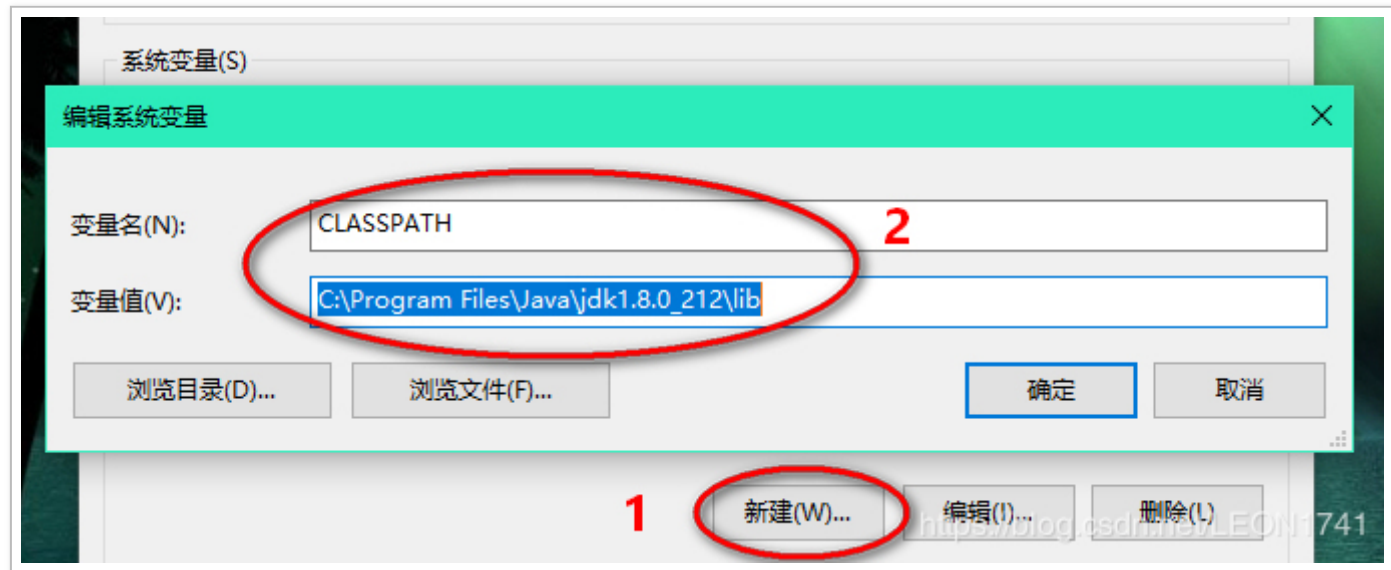 系统变量(S)
编辑系统变量
变量名(N):
CLASSPATH
2
变量值(V):
C:\Program Files\Java\jdk1.8.0_212\lib
浏览目录(D)...
浏览文件(F)...
确定
取消
1
新建(W)...
编辑(I)...
删除(L)
https://blog.csdn.net/LEON1741